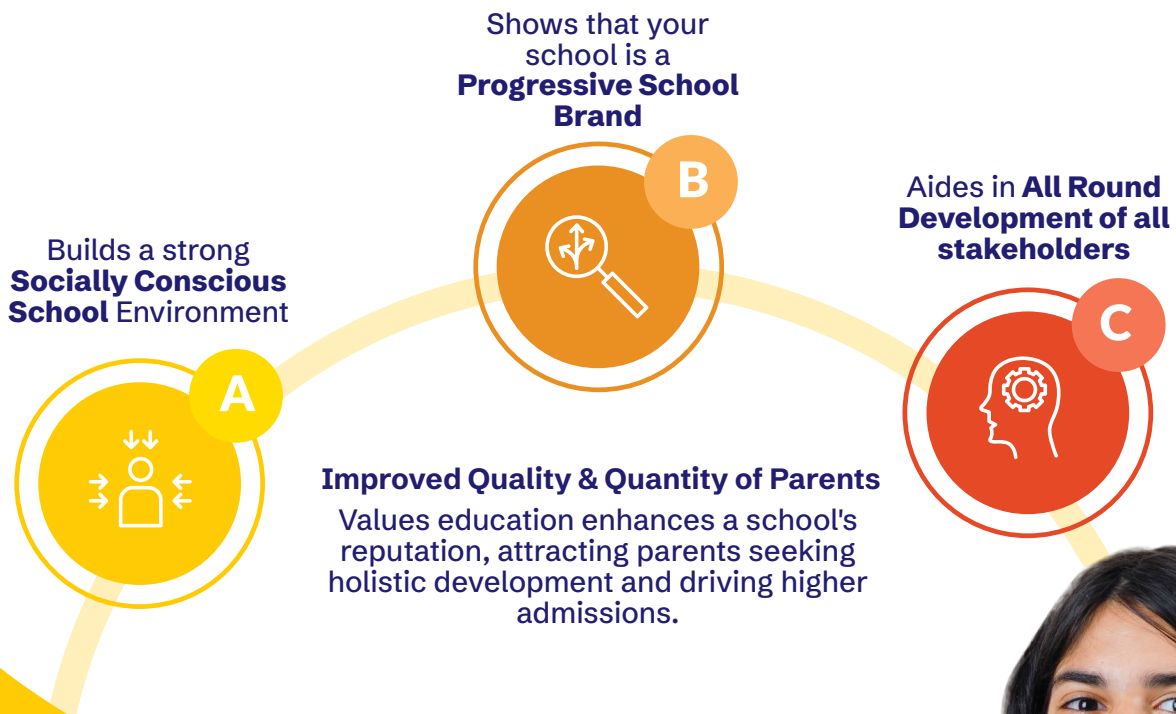 Shows that your
school is a
Progressive School
Brand
B
Aides in All Round
Development of all
stakeholders
C
Builds a strong
Socially Conscious
School Environment
A
Improved Quality & Quantity of Parents
Values education enhances a school's
reputation, attracting parents seeking
holistic development and driving higher
admissions.